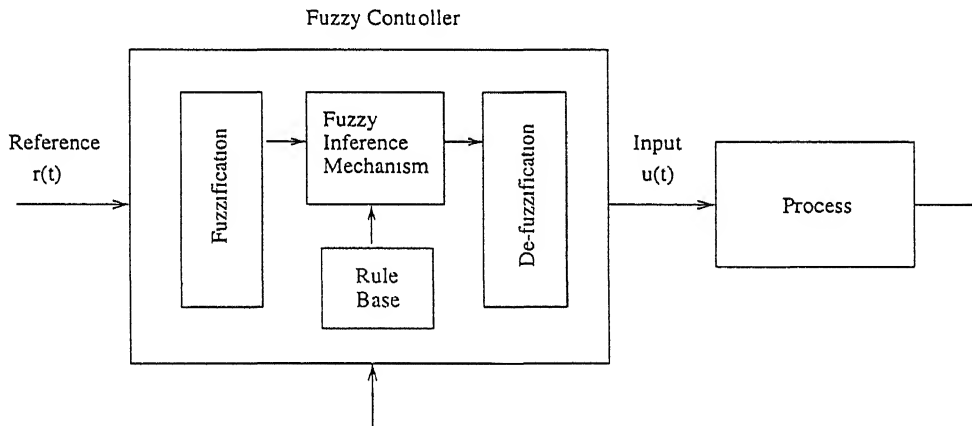 Fuzzy Controller
Reference
r(t)
Fuzzification
Fuzzy
Inference
Mechanism
Rule
Base
De-fuzzification
Input
u(t)
Process